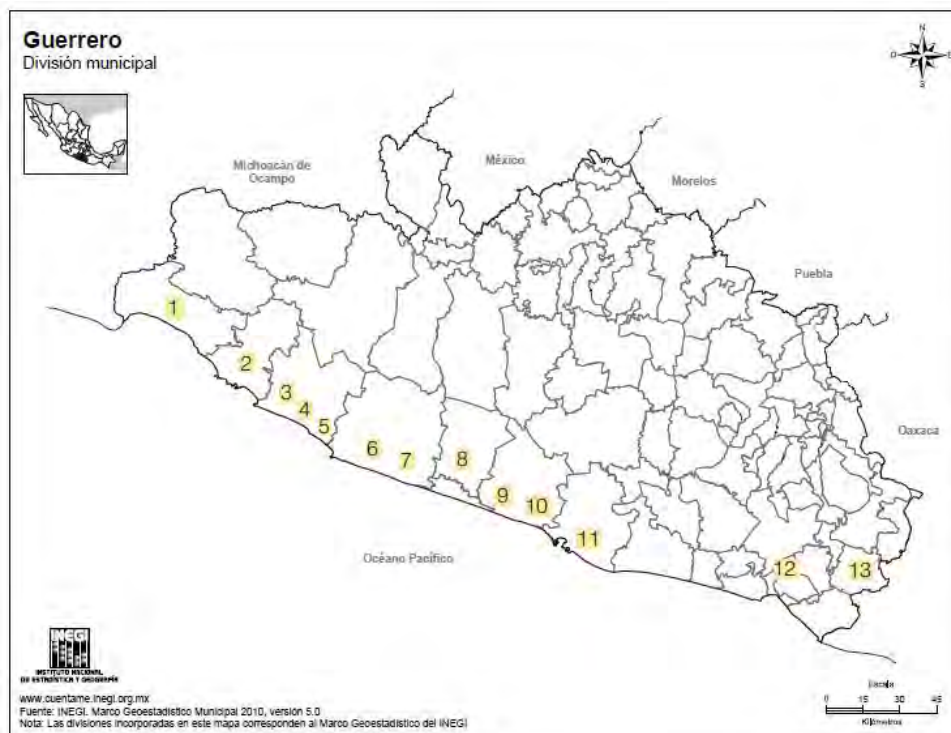 Guerrero
División municipal
N
O
E
S
Michoacán de
Ocampo
México
Morelos
Puebla
Oaxaca
1
2
3
4
5
6
7
8
9
10
11
12
13
Océano Pacífico
INEGI
INSTITUTO NACIONAL
DE ESTADÍSTICA Y GEOGRAFÍA
www.cuentame.inegi.org.mx
Fuente: INEGI. Marco Geoestadístico Municipal 2010, versión 5.0
Nota: Las divisiones incorporadas en este mapa corresponden al Marco Geoestadístico del INEGI
Escala
0 15 30 45
Kilómetros